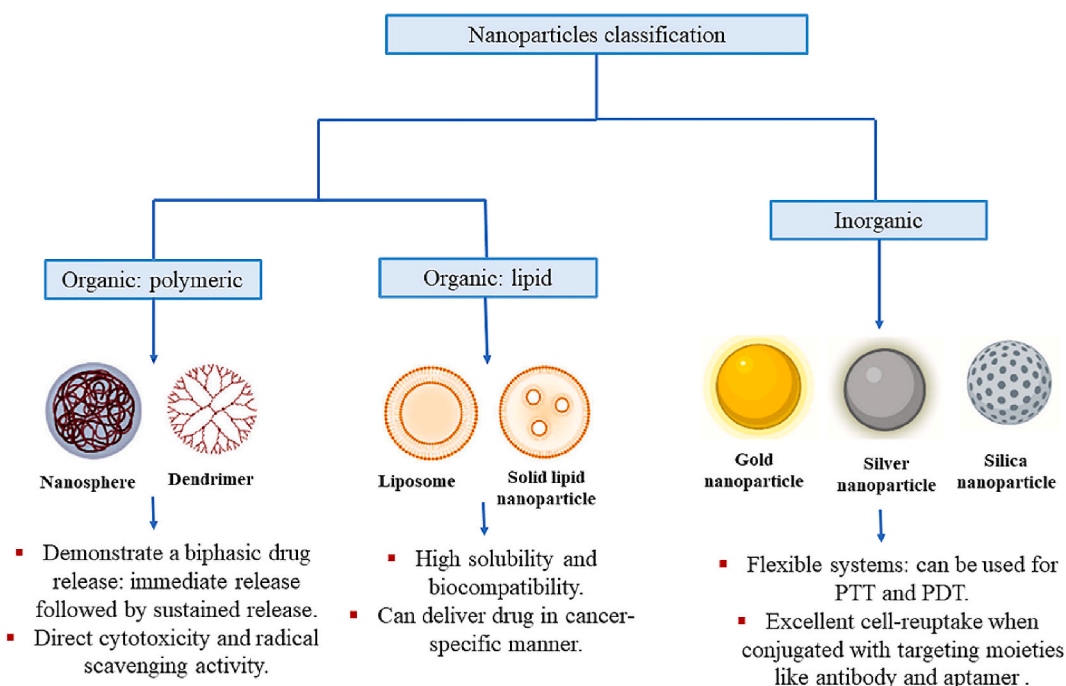 Nanoparticles classification
Organic: polymeric
Organic: lipid
Inorganic
Nanosphere
Dendrimer
Liposome
Solid lipid
nanoparticle
Gold
nanoparticle
Silver
nanoparticle
Silica
nanoparticle
▪ Demonstrate a biphasic drug
release: immediate release
followed by sustained release.
▪ Direct cytotoxicity and radical
scavenging activity.
▪ High solubility and
biocompatibility.
▪ Can deliver drug in cancer-
specific manner.
▪ Flexible systems: can be used for
PTT and PDT.
▪ Excellent cell-reuptake when
conjugated with targeting moieties
like antibody and aptamer .